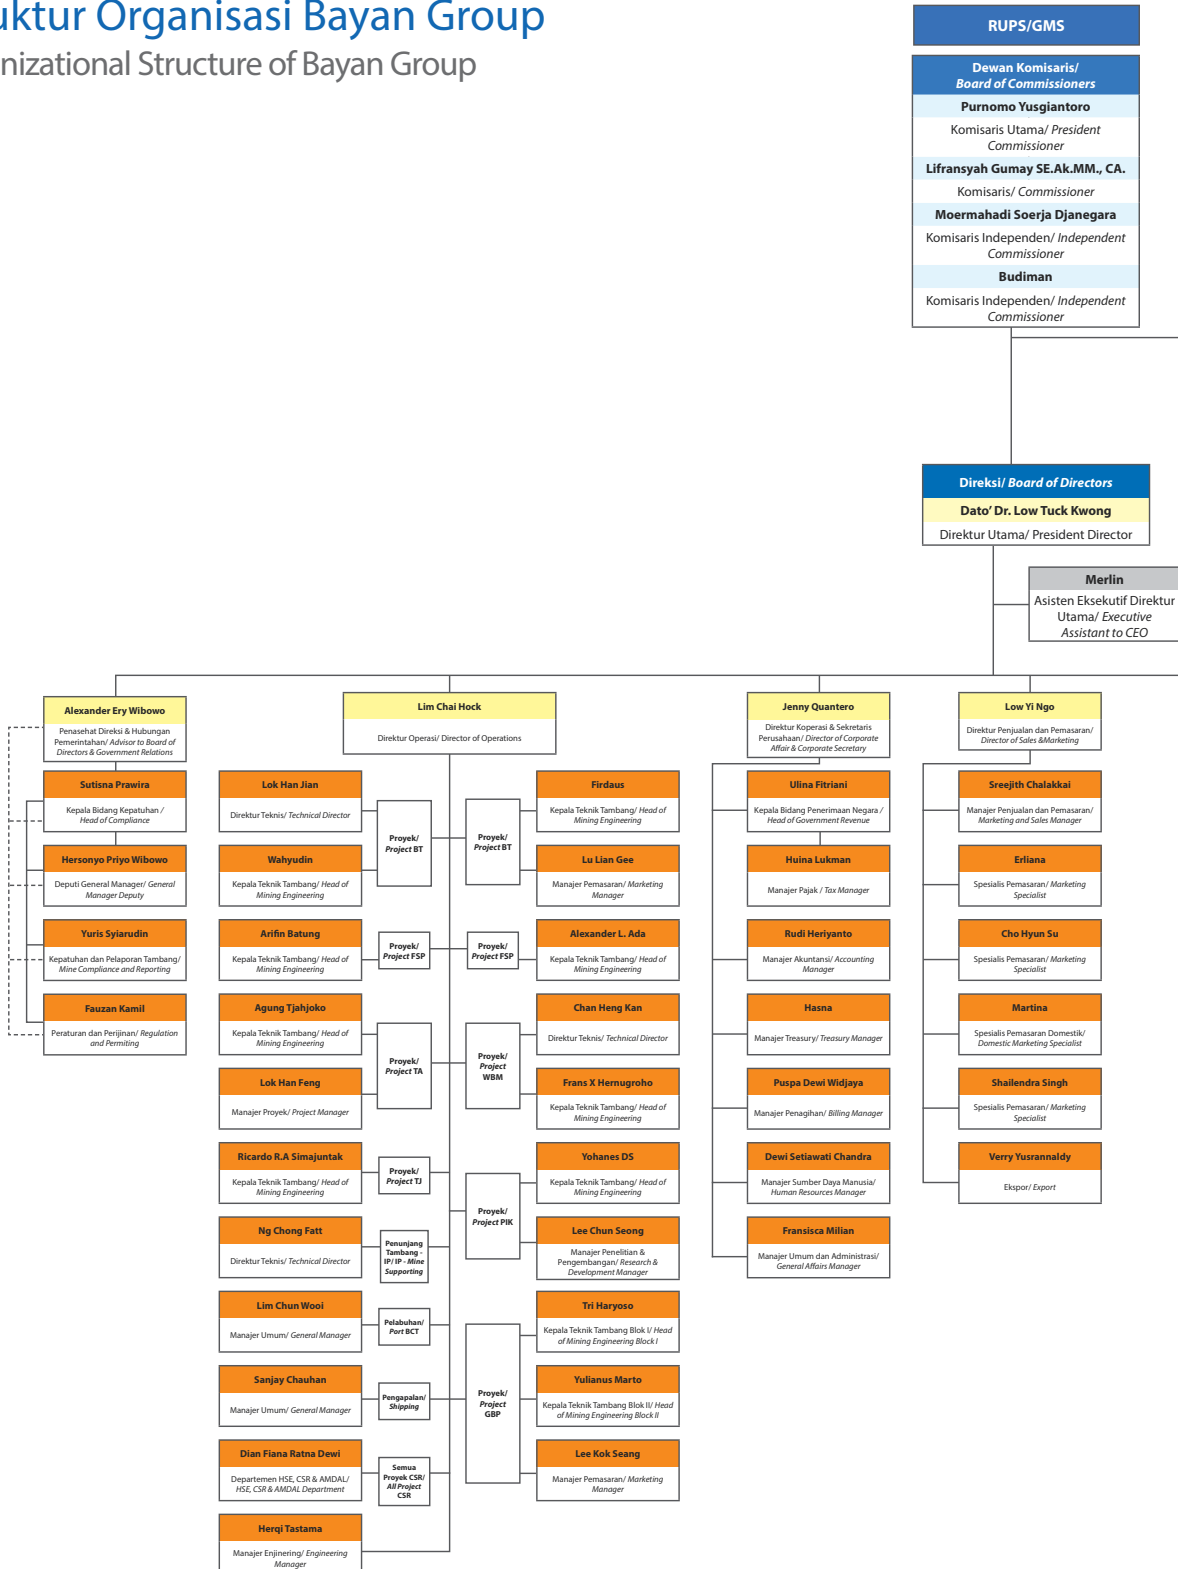 uktur Organisasi Bayan Group
nizational Structure of Bayan Group
RUPS/GMS
Dewan Komisaris/
Board of Commissioners
Purnomo Yusgiantoro
Komisaris Utama/ President
Commissioner
Lifransyah Gumay SE.Ak.MM., CA.
Komisaris/ Commissioner
Moermahadi Soerja Djanegara
Komisaris Independen/ Independent
Commissioner
Budiman
Komisaris Independen/ Independent
Commissioner
Direksi/ Board of Directors
Dato' Dr. Low Tuck Kwong
Direktur Utama/ President Director
Merlin
Asisten Eksekutif Direktur
Utama/ Executive
Assistant to CEO
Alexander Ery Wibowo
Penasehat Direksi & Hubungan
Pemerintahan/ Advisor to Board of
Directors & Government Relations
Sutisna Prawira
Kepala Bidang Kepatuhan /
Head of Compliance
Hersonyo Priyo Wibowo
Deputi General Manager/ General
Manager Deputy
Yuris Syiarudin
Kepatuhan dan Pelaporan Tambang/
Mine Compliance and Reporting
Fauzan Kamil
Peraturan dan Perijinan/ Regulation
and Permiting
Lim Chai Hock
Direktur Operasi/ Director of Operations
Lok Han Jian
Direktur Teknis/ Technical Director
Wahyudin
Kepala Teknik Tambang/ Head of
Mining Engineering
Proyek/
Project BT
Arifin Batung
Kepala Teknik Tambang/ Head of
Mining Engineering
Proyek/
Project FSP
Agung Tjahjoko
Kepala Teknik Tambang/ Head of
Mining Engineering
Lok Han Feng
Manajer Proyek/ Project Manager
Proyek/
Project TA
Ricardo R.A Simajuntak
Kepala Teknik Tambang/ Head of
Mining Engineering
Proyek/
Project TJ
Ng Chong Fatt
Direktur Teknis/ Technical Director
Penunjang
Tambang -
IP/ IP - Mine
Supporting
Lim Chun Wooi
Manajer Umum/ General Manager
Pelabuhan/
Port BCT
Sanjay Chauhan
Manajer Umum/ General Manager
Pengapalan/
Shipping
Dian Fiana Ratna Dewi
Departemen HSE, CSR & AMDAL/
HSE, CSR & AMDAL Department
Semua
Proyek CSR/
All Project
CSR
Herqi Tastama
Manajer Enjinering/ Engineering
Manager
Proyek/
Project BT
Firdaus
Kepala Teknik Tambang/ Head of
Mining Engineering
Lu Lian Gee
Manajer Pemasaran/ Marketing
Manager
Proyek/
Project FSP
Alexander L. Ada
Kepala Teknik Tambang/ Head of
Mining Engineering
Proyek/
Project
WBM
Chan Heng Kan
Direktur Teknis/ Technical Director
Frans X Hernugroho
Kepala Teknik Tambang/ Head of
Mining Engineering
Proyek/
Project PIK
Yohanes DS
Kepala Teknik Tambang/ Head of
Mining Engineering
Lee Chun Seong
Manajer Penelitian &
Pengembangan/ Research &
Development Manager
Proyek/
Project
GBP
Tri Haryoso
Kepala Teknik Tambang Blok I/ Head
of Mining Engineering Block I
Yulianus Marto
Kepala Teknik Tambang Blok II/ Head
of Mining Engineering Block II
Lee Kok Seang
Manajer Pemasaran/ Marketing
Manager
Jenny Quantero
Direktur Koperasi & Sekretaris
Perusahaan/ Director of Corporate
Affair & Corporate Secretary
Ulina Fitriani
Kepala Bidang Penerimaan Negara /
Head of Government Revenue
Huina Lukman
Manajer Pajak / Tax Manager
Rudi Heriyanto
Manajer Akuntansi/ Accounting
Manager
Hasna
Manajer Treasury/ Treasury Manager
Puspa Dewi Widjaya
Manajer Penagihan/ Billing Manager
Dewi Setiawati Chandra
Manajer Sumber Daya Manusia/
Human Resources Manager
Fransisca Milian
Manajer Umum dan Administrasi/
General Affairs Manager
Low Yi Ngo
Direktur Penjualan dan Pemasaran/
Director of Sales &Marketing
Sreejith Chalakkai
Manajer Penjualan dan Pemasaran/
Marketing and Sales Manager
Erliana
Spesialis Pemasaran/ Marketing
Specialist
Cho Hyun Su
Spesialis Pemasaran/ Marketing
Specialist
Martina
Spesialis Pemasaran Domestik/
Domestic Marketing Specialist
Shailendra Singh
Spesialis Pemasaran/ Marketing
Specialist
Verry Yusrannaldy
Ekspor/ Export